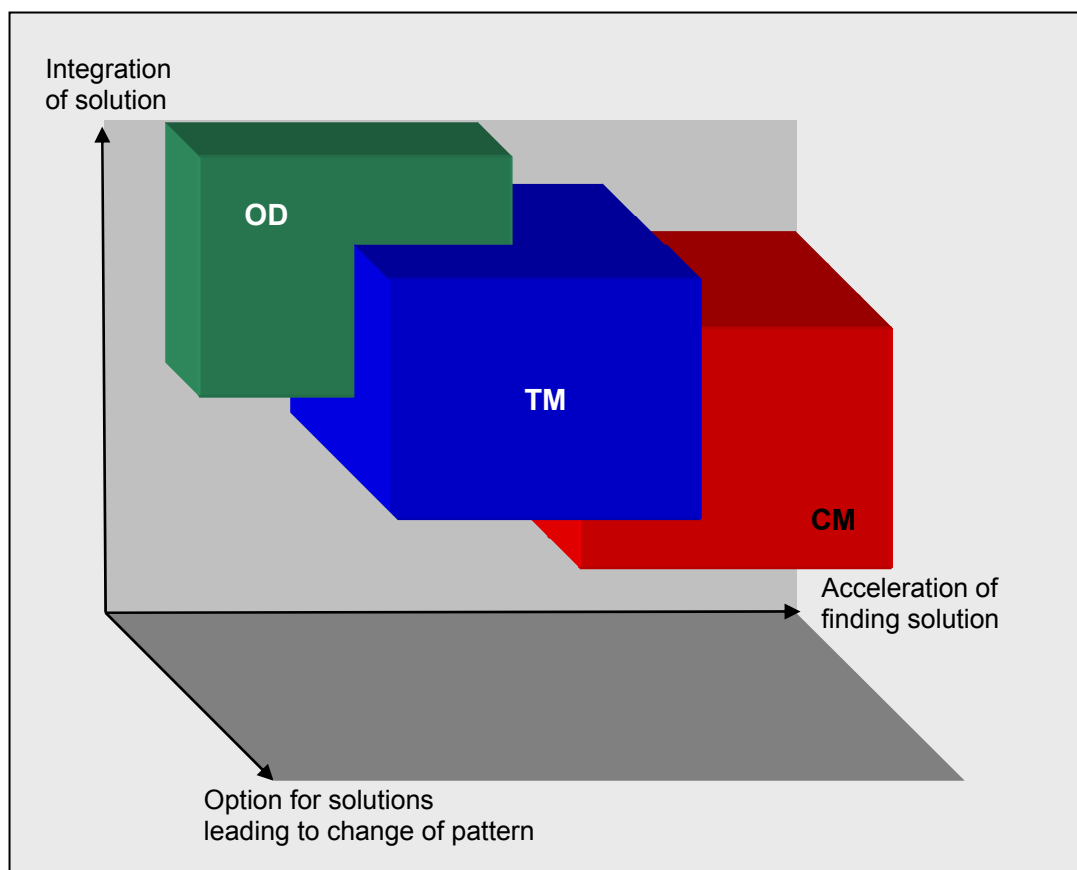 Integration
of solution
OD
TM
CM
Acceleration of
finding solution
Option for solutions
leading to change of pattern